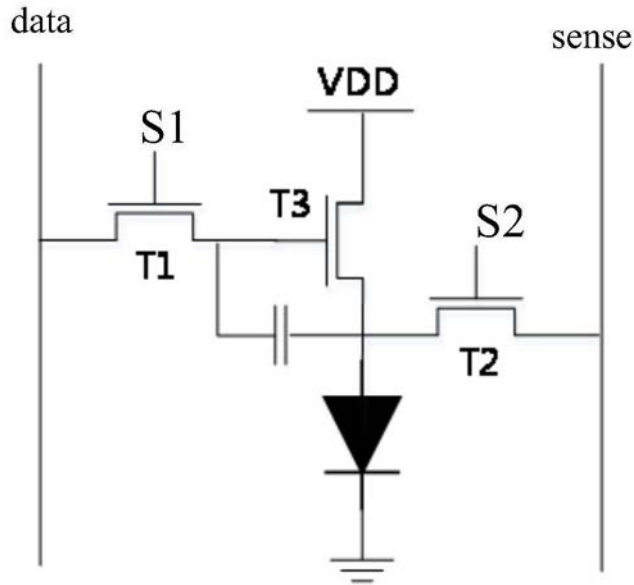 data
sense
VDD
S1
T3
S2
T1
T2